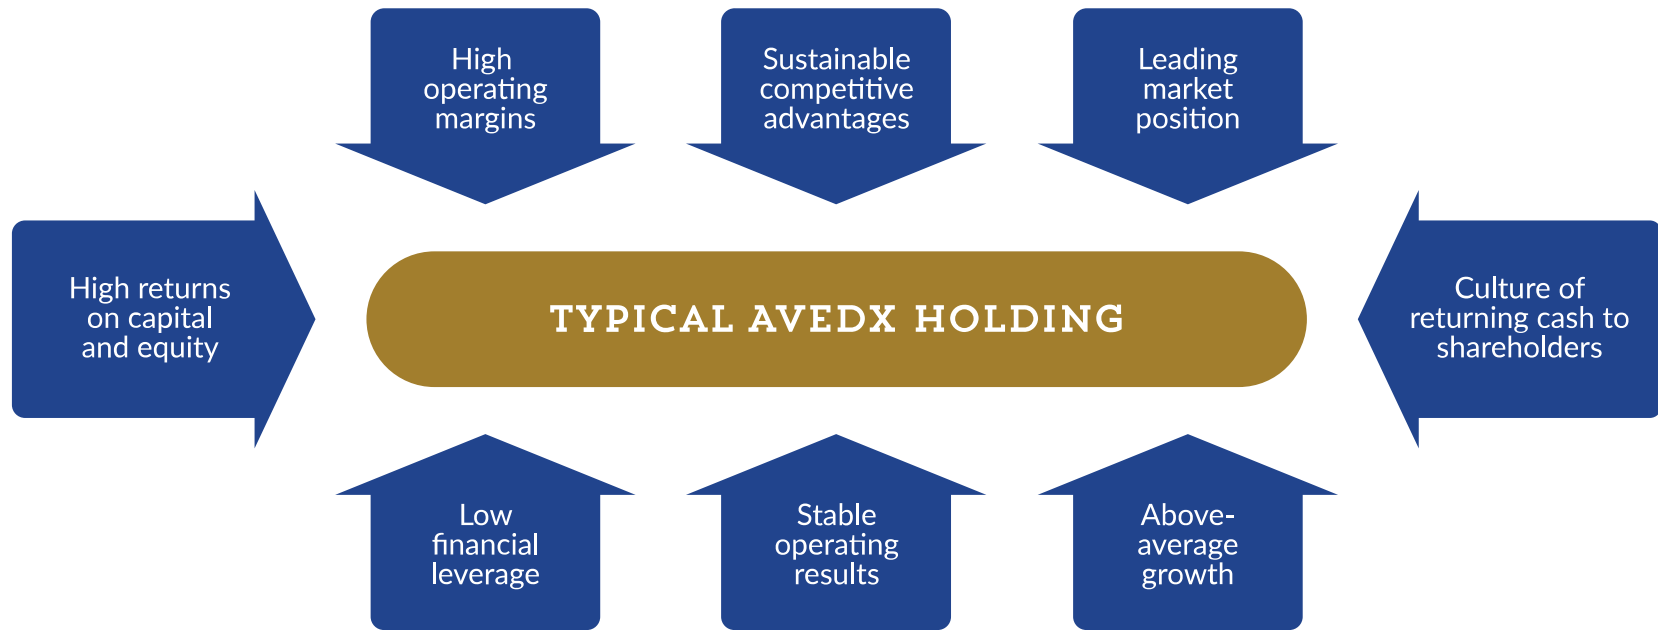 High
operating
margins
Sustainable
competitive
advantages
Leading
market
position
High returns
on capital
and equity
TYPICAL AVEDX HOLDING
Culture of
returning cash to
shareholders
Low
financial
leverage
Stable
operating
results
Above-
average
growth